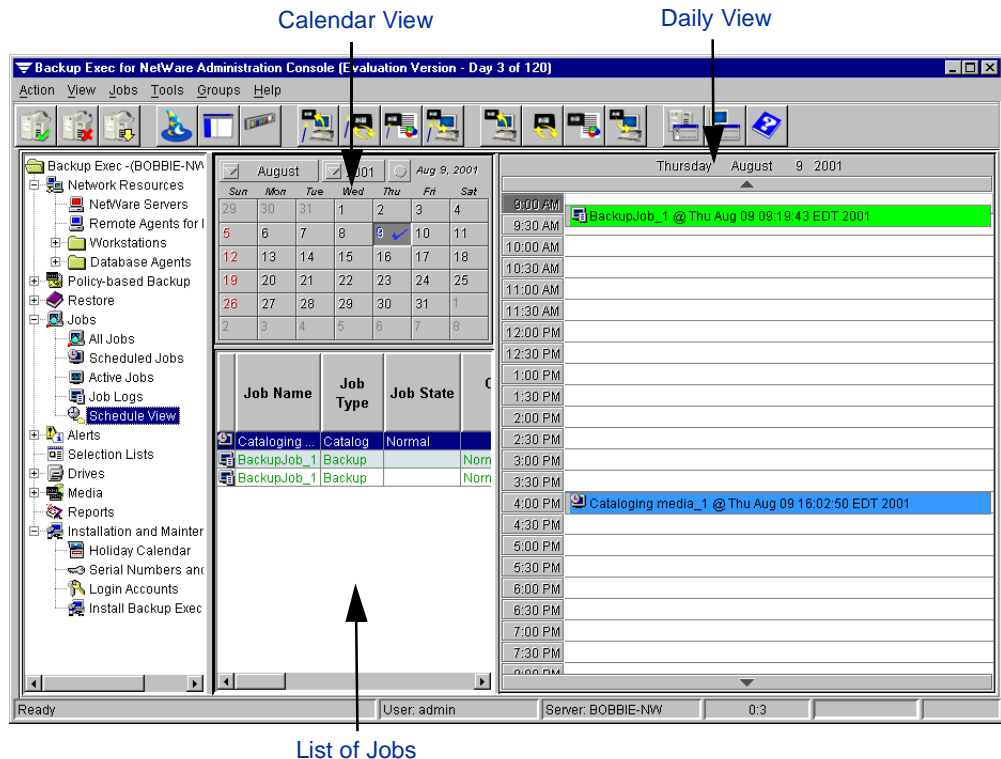 Calendar View
Daily View
Backup Exec for NetWare Administration Console (Evaluation Version - Day 3 of 120)
Action View Jobs Tools Groups Help
Backup Exec -(BOBBIE-NW
Network Resources
NetWare Servers
Remote Agents for
Workstations
Database Agents
Policy-based Backup
Restore
Jobs
All Jobs
Scheduled Jobs
Active Jobs
Job Logs
Schedule View
Alerts
Selection Lists
Drives
Media
Reports
Installation and Mainter
Holiday Calendar
Serial Numbers and
Login Accounts
Install Backup Exec
August 2001 Aug 9, 2001
Sun Mon Tue Wed Thu Fri Sat
29 30 31 1 2 3 4
5 6 7 8 9 10 11
12 13 14 15 16 17 18
19 20 21 22 23 24 25
26 27 28 29 30 31 1
2 3 4 5 6 7 8
Job Name Job Type Job State
Cataloging ... Catalog Normal
BackupJob_1 Backup Norn
BackupJob_1 Backup Norn
Thursday August 9 2001
9:00 AM
BackupJob_1 @ Thu Aug 09 09:19:43 EDT 2001
9:30 AM
10:00 AM
10:30 AM
11:00 AM
11:30 AM
12:00 PM
12:30 PM
1:00 PM
1:30 PM
2:00 PM
2:30 PM
3:00 PM
3:30 PM
4:00 PM Cataloging media_1 @ Thu Aug 09 16:02:50 EDT 2001
4:30 PM
5:00 PM
5:30 PM
6:00 PM
6:30 PM
7:00 PM
7:30 PM
Ready User: admin Server: BOBBIE-NW 0:3
List of Jobs